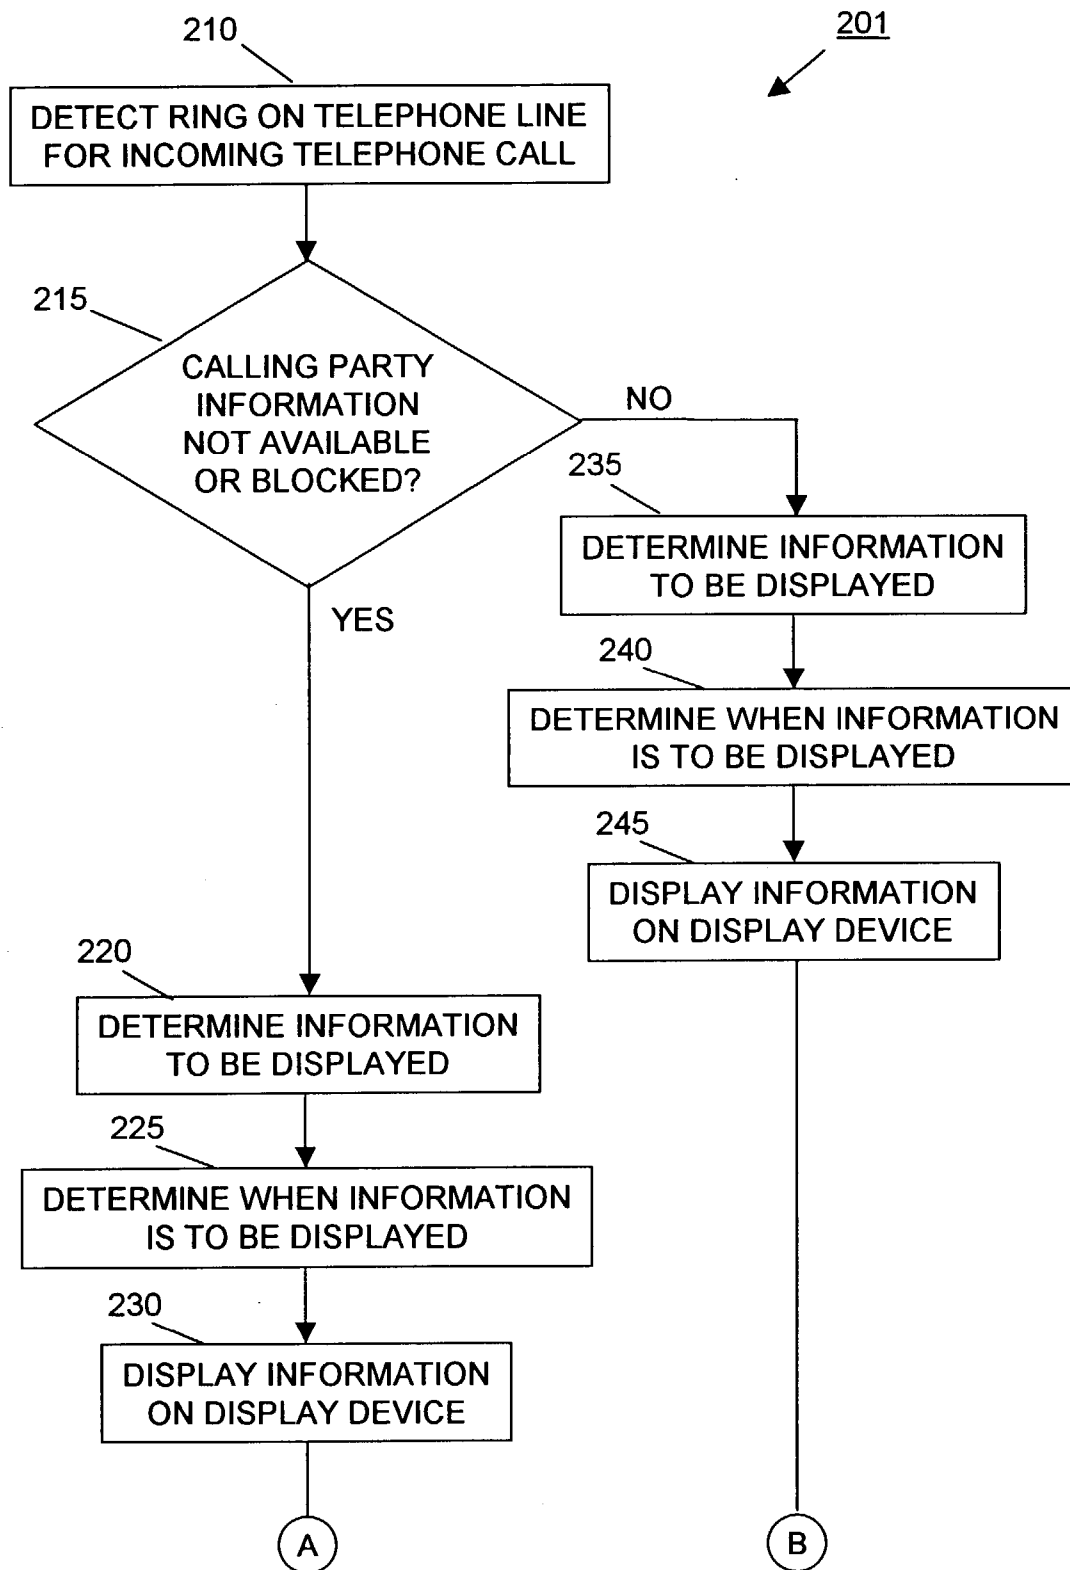 210
201
DETECT RING ON TELEPHONE LINE
FOR INCOMING TELEPHONE CALL
215
CALLING PARTY
INFORMATION
NOT AVAILABLE
OR BLOCKED?
NO
YES
235
DETERMINE INFORMATION
TO BE DISPLAYED
240
DETERMINE WHEN INFORMATION
IS TO BE DISPLAYED
245
DISPLAY INFORMATION
ON DISPLAY DEVICE
220
DETERMINE INFORMATION
TO BE DISPLAYED
225
DETERMINE WHEN INFORMATION
IS TO BE DISPLAYED
230
DISPLAY INFORMATION
ON DISPLAY DEVICE
A
B